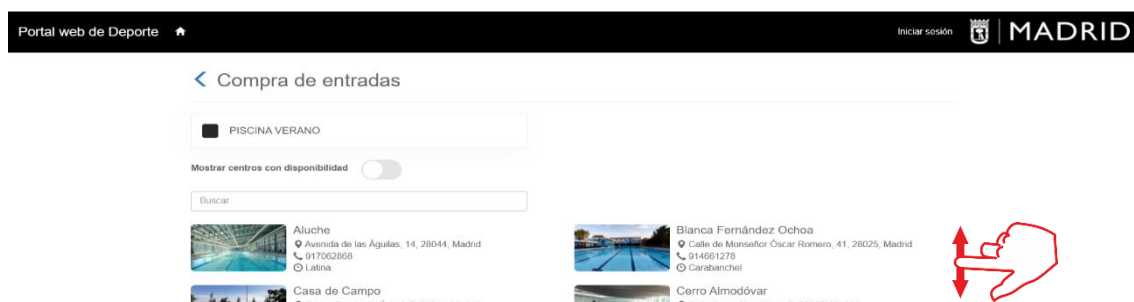 Portal web de Deporte
Iniciar sesión
MADRID
Compra de entradas
PISCINA VERANO
Mostrar centros con disponibilidad
Buscar
Aluche
Avenida de las Águilas, 14, 28044, Madrid
917062868
Latina
Blanca Fernández Ochoa
Calle de Monseñor Óscar Romero, 41, 28025, Madrid
914661278
Carabanchel
Casa de Campo
Cerro Almodóvar